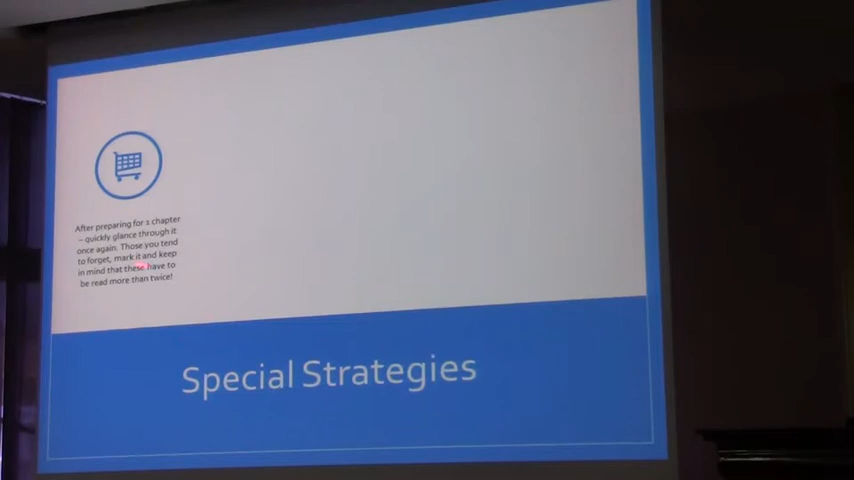 After preparing for 1 chapter
– quickly glance through it
once again. Those you tend
to forget, mark it and keep
in mind that these have to
be read more than twice!
Special Strategies